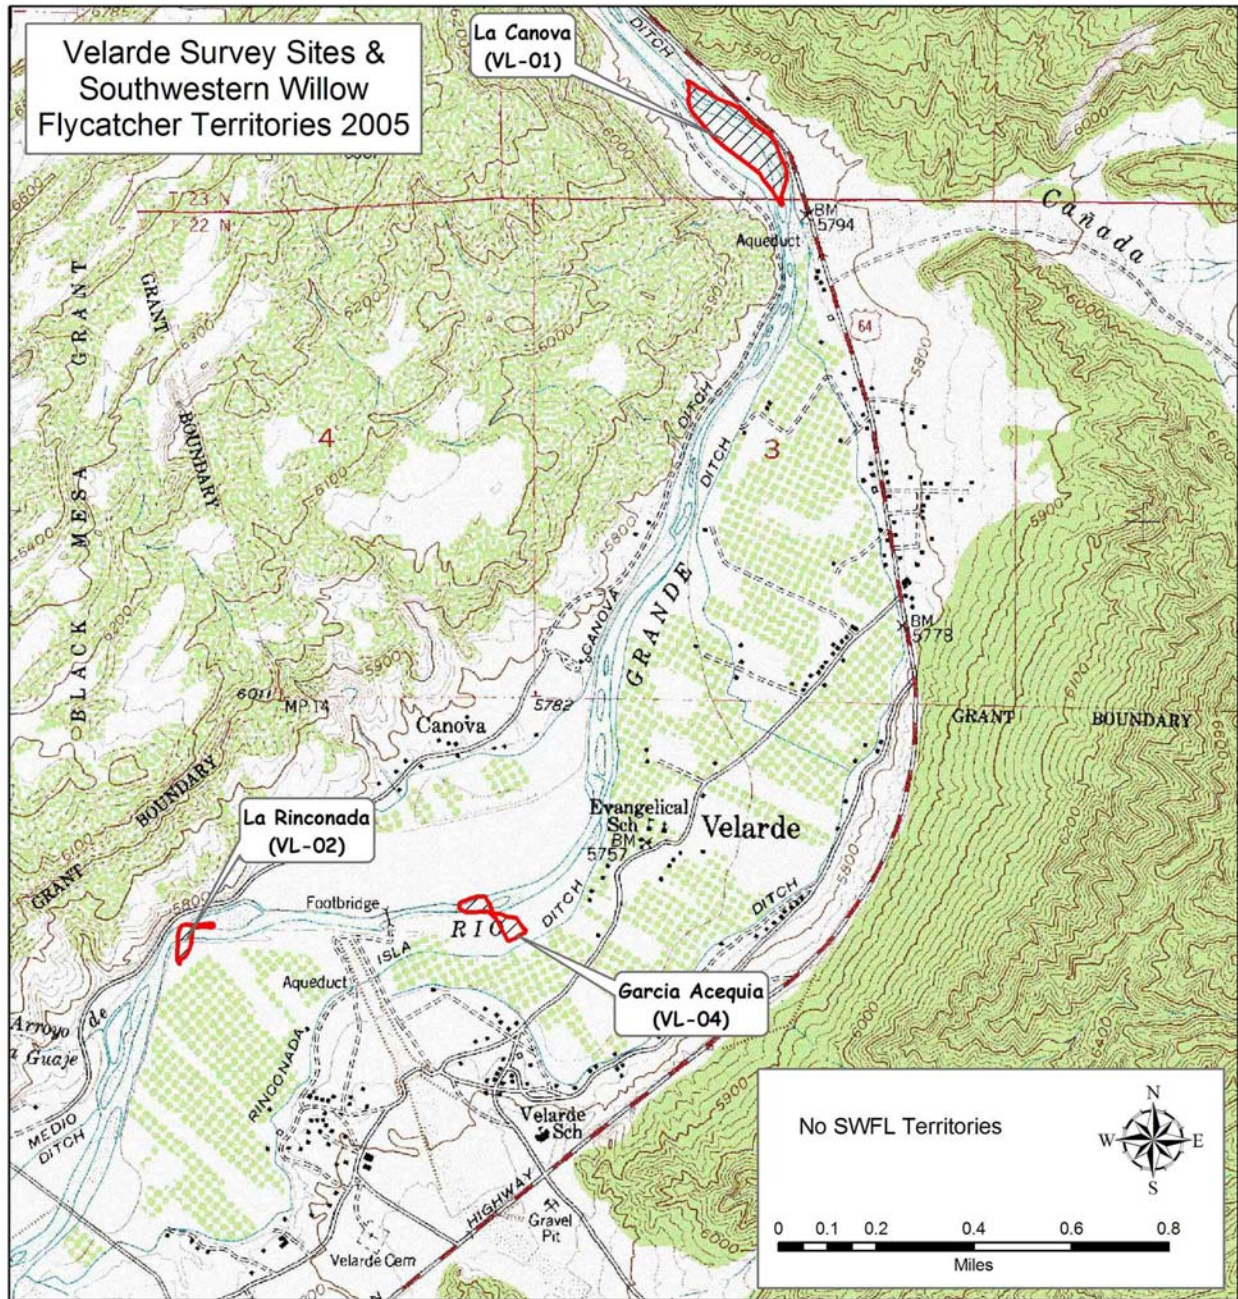 Velarde Survey Sites &
Southwestern Willow
Flycatcher Territories 2005
La Canova
(VL-01)
DITCH
5900
6000
6200
6100
T 23 N
T 22 N
BM
5794
Aqueduct
Cañada
64
5800
BLACK MESA GRANT
GRANT
BOUNDARY
4
3
DITCH
DITCH
CANOVA
RIO
GRANDE
BM
5778
6011
MP 14
5782
Canova
GRANT BOUNDARY
GRANT BOUNDARY
La Rinconada
(VL-02)
Evangelical
Sch
BM
5757
Velarde
Footbridge
ISLA
DITCH
DITCH
5800
Aqueduct
Garcia Acequia
(VL-04)
Arroyo de
Guaje
RINCONADA
MEDIO
DITCH
Velarde
Sch
HIGHWAY
Gravel
Pit
Velarde Cem
5900
6000
No SWFL Territories
N
W E
S
0 0.1 0.2 0.4 0.6 0.8
Miles